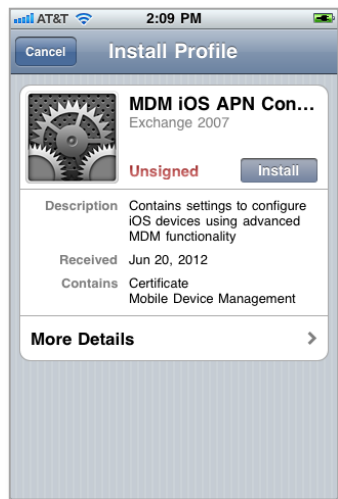 AT&T 2:09 PM
Cancel Install Profile
MDM iOS APN Con...
Exchange 2007
Unsigned Install
Description Contains settings to configure
iOS devices using advanced
MDM functionality
Received Jun 20, 2012
Contains Certificate
Mobile Device Management
More Details